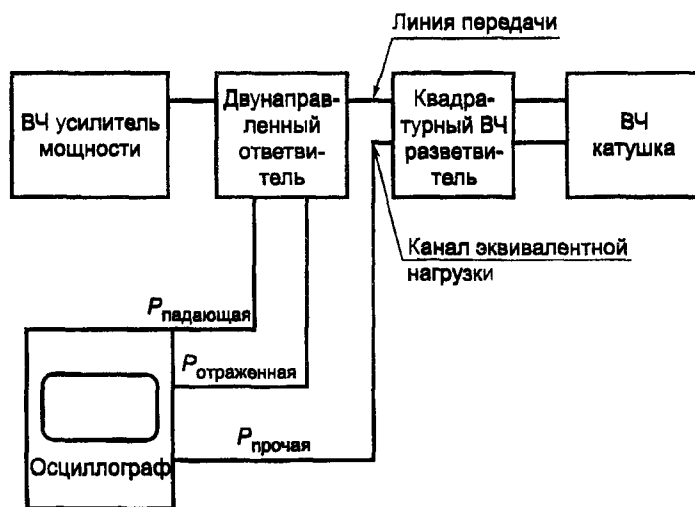 Линия передачи
ВЧ усилитель
мощности
Двунаправ-
ленный
ответви-
тель
Квадра-
турный ВЧ
разветви-
тель
ВЧ
катушка
Канал эквивалентной
нагрузки
Pпадающая
Pотраженная
Pпрочая
Осциллограф